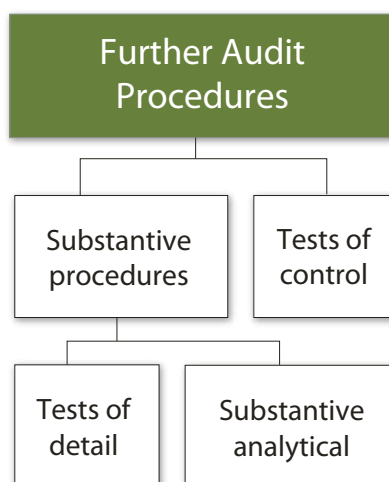 Further Audit
Procedures
Substantive
procedures
Tests of
control
Tests of
detail
Substantive
analytical